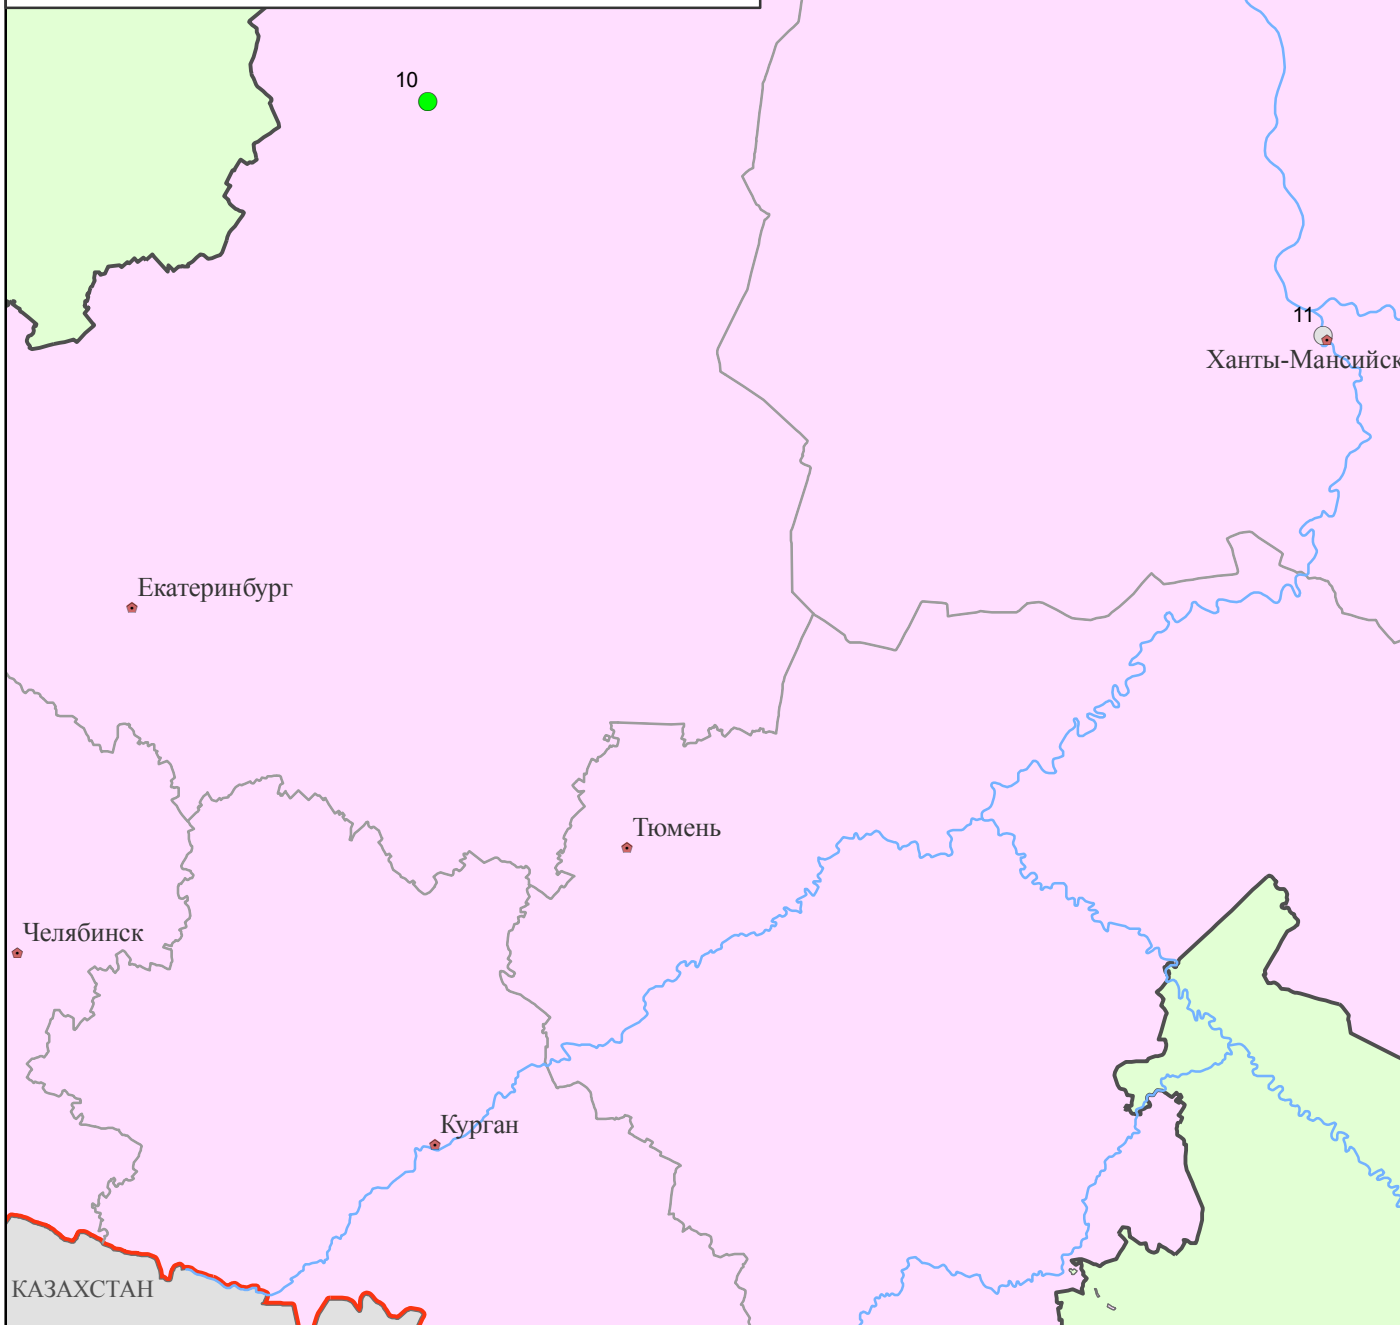 10
11
Ханты-Мансийск
Екатеринбург
Тюмень
Челябинск
Курган
КАЗАХСТАН